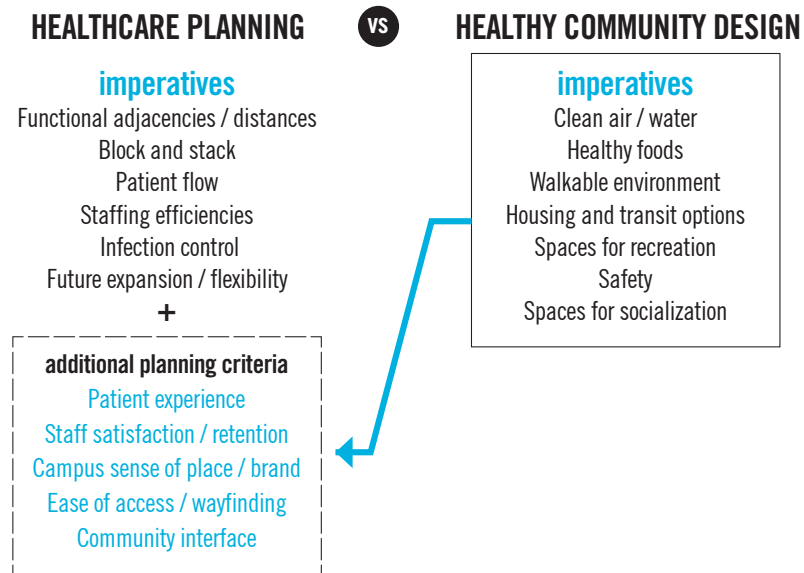 HEALTHCARE PLANNING
VS
HEALTHY COMMUNITY DESIGN
imperatives
Functional adjacencies / distances
Block and stack
Patient flow
Staffing efficiencies
Infection control
Future expansion / flexibility
+
additional planning criteria
Patient experience
Staff satisfaction / retention
Campus sense of place / brand
Ease of access / wayfinding
Community interface
imperatives
Clean air / water
Healthy foods
Walkable environment
Housing and transit options
Spaces for recreation
Safety
Spaces for socialization